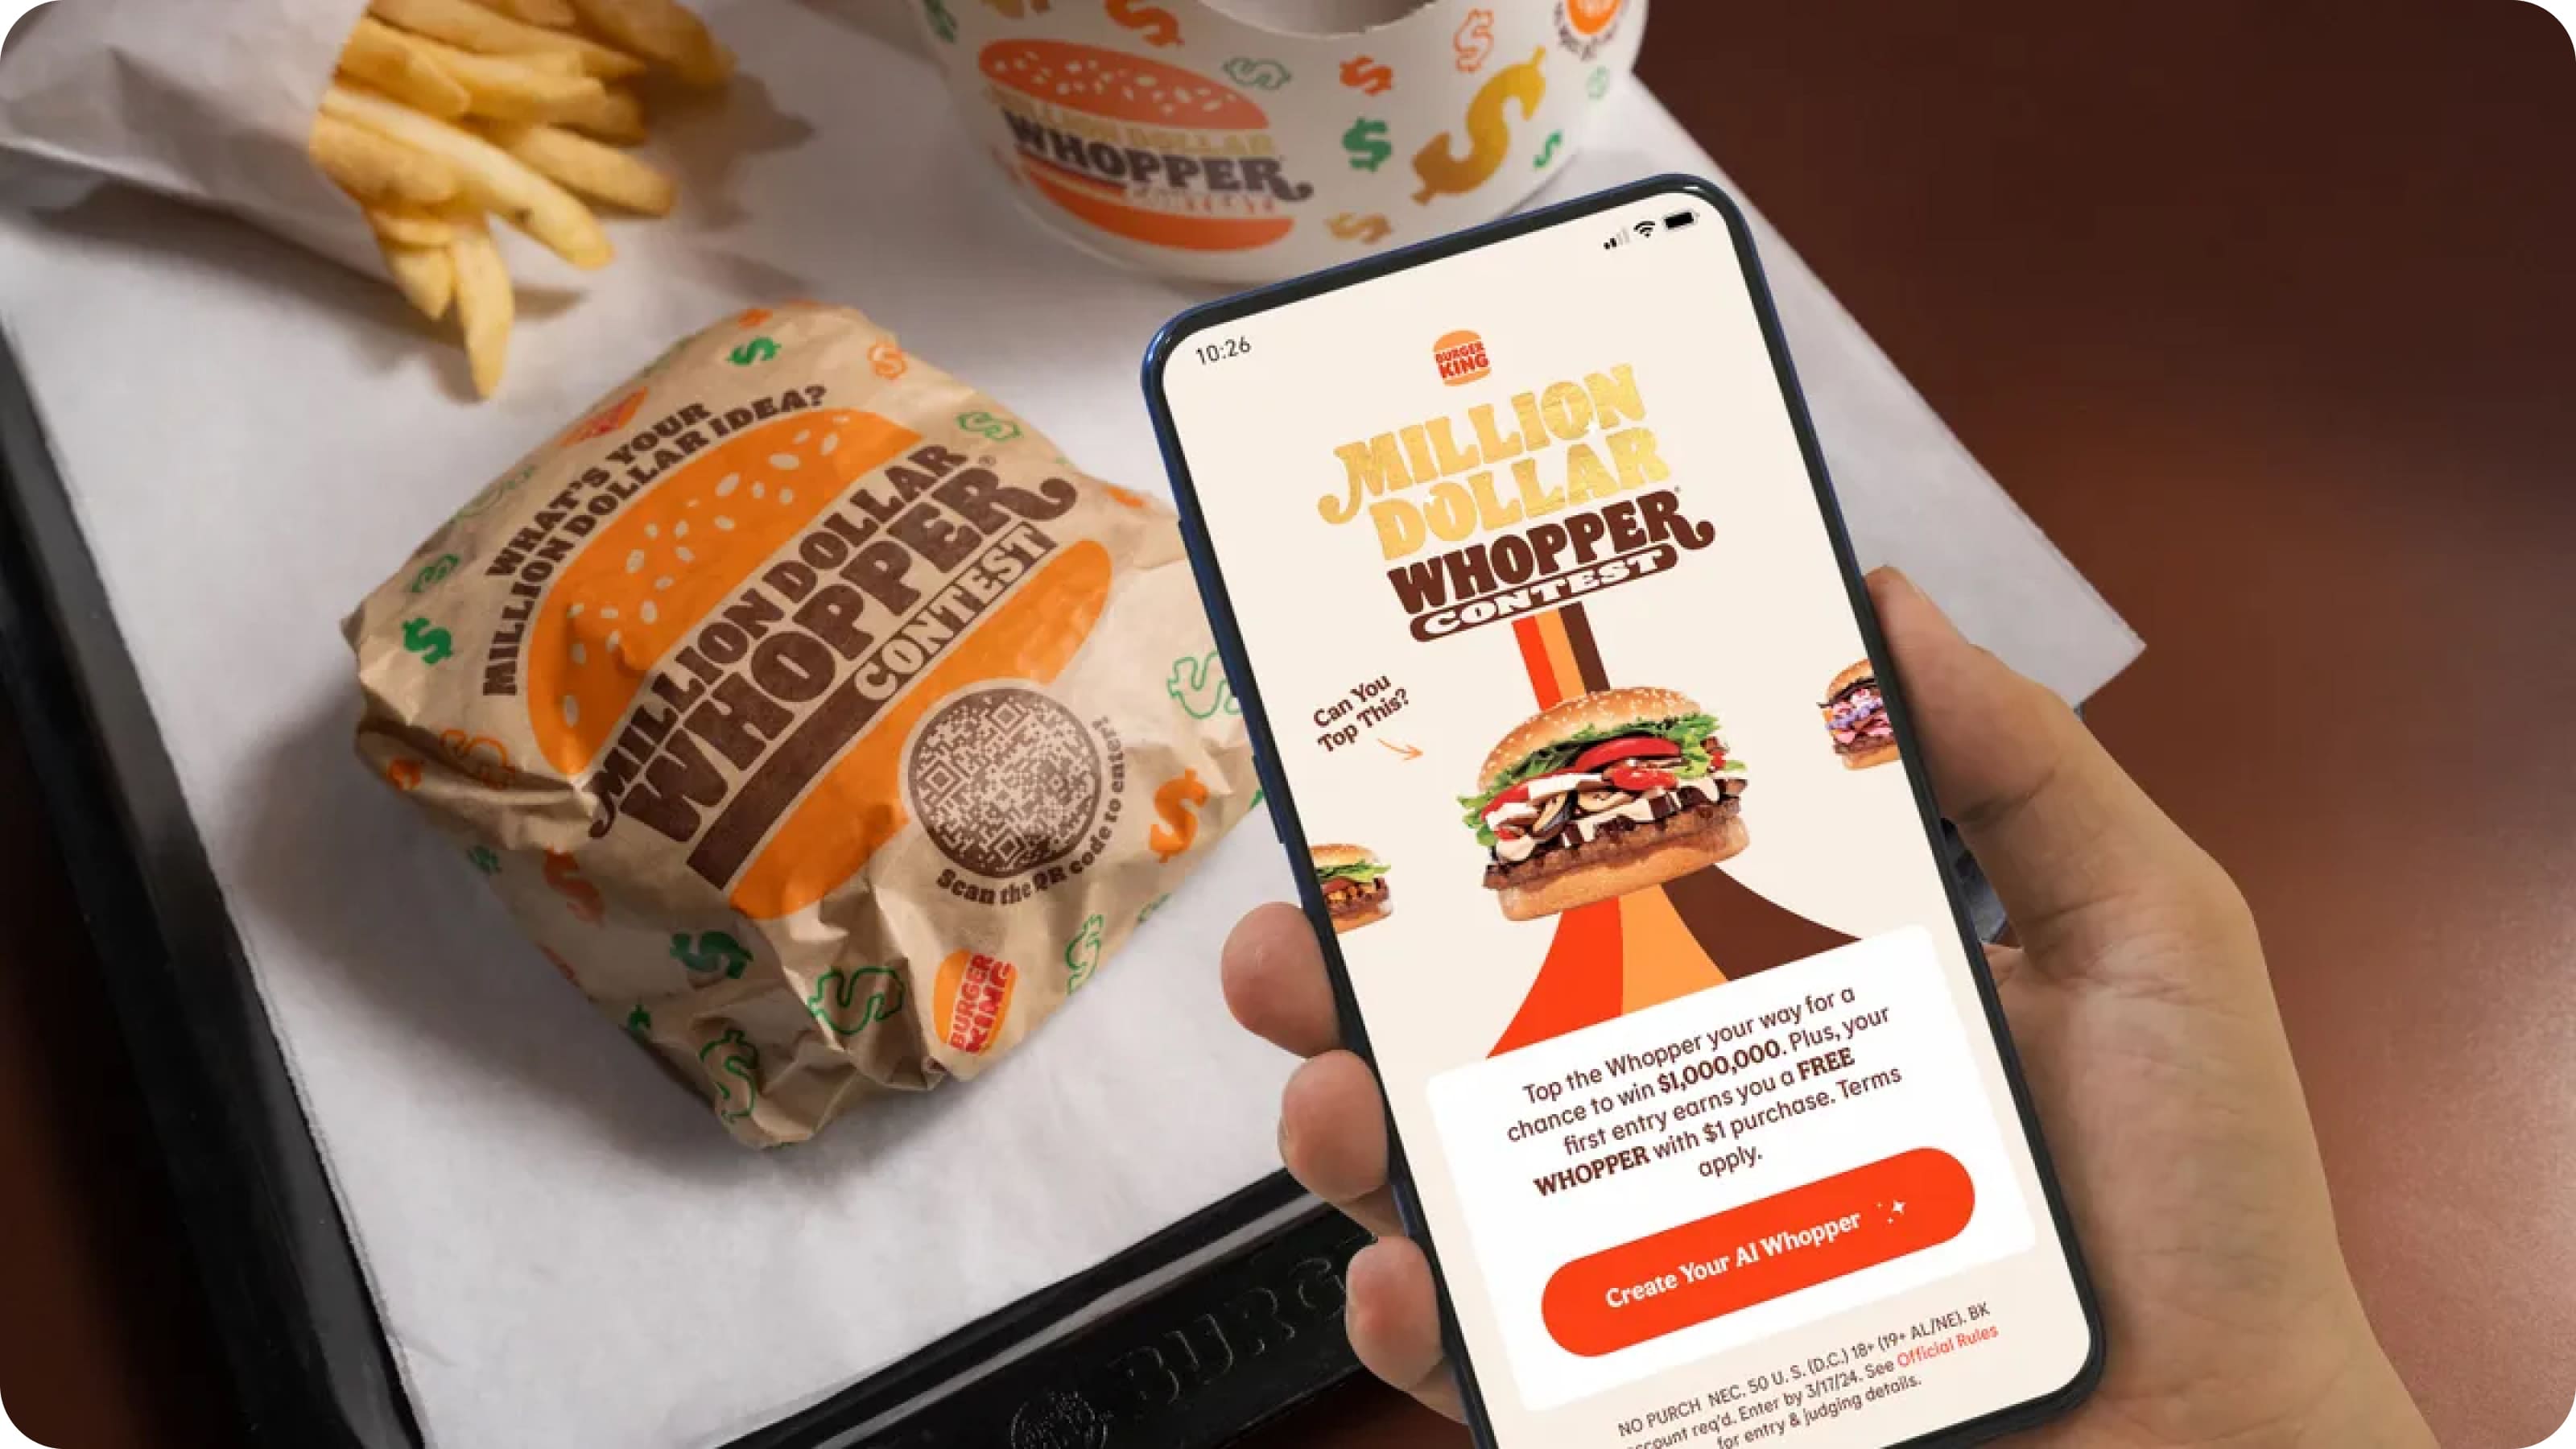 MILLION DOLLAR
WHOPPER
WHAT'S YOUR
MILLION DOLLAR IDEA?
MILLION DOLLAR
WHOPPER®
CONTEST
Scan the QR code to enter!
BURGER
KING
10:26
BURGER
KING
MILLION
DOLLAR
WHOPPER®
CONTEST
Can You
Top This?
Top the Whopper your way for a
chance to win $1,000,000. Plus, your
first entry earns you a FREE
WHOPPER with $1 purchase. Terms
apply.
Create Your AI Whopper
NO PURCH NEC. 50 U.S. (D.C.) 18+ (19+ AL/NE). BK
account req'd. Enter by 3/17/24. See Official Rules
for entry & judging details.
BURG